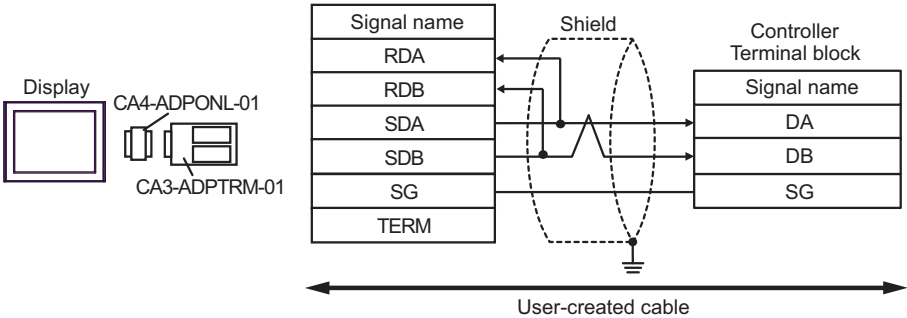 Display
CA4-ADPONL-01
CA3-ADPTRM-01
Signal name
RDA
RDB
SDA
SDB
SG
TERM
Shield
Controller
Terminal block
Signal name
DA
DB
SG
User-created cable